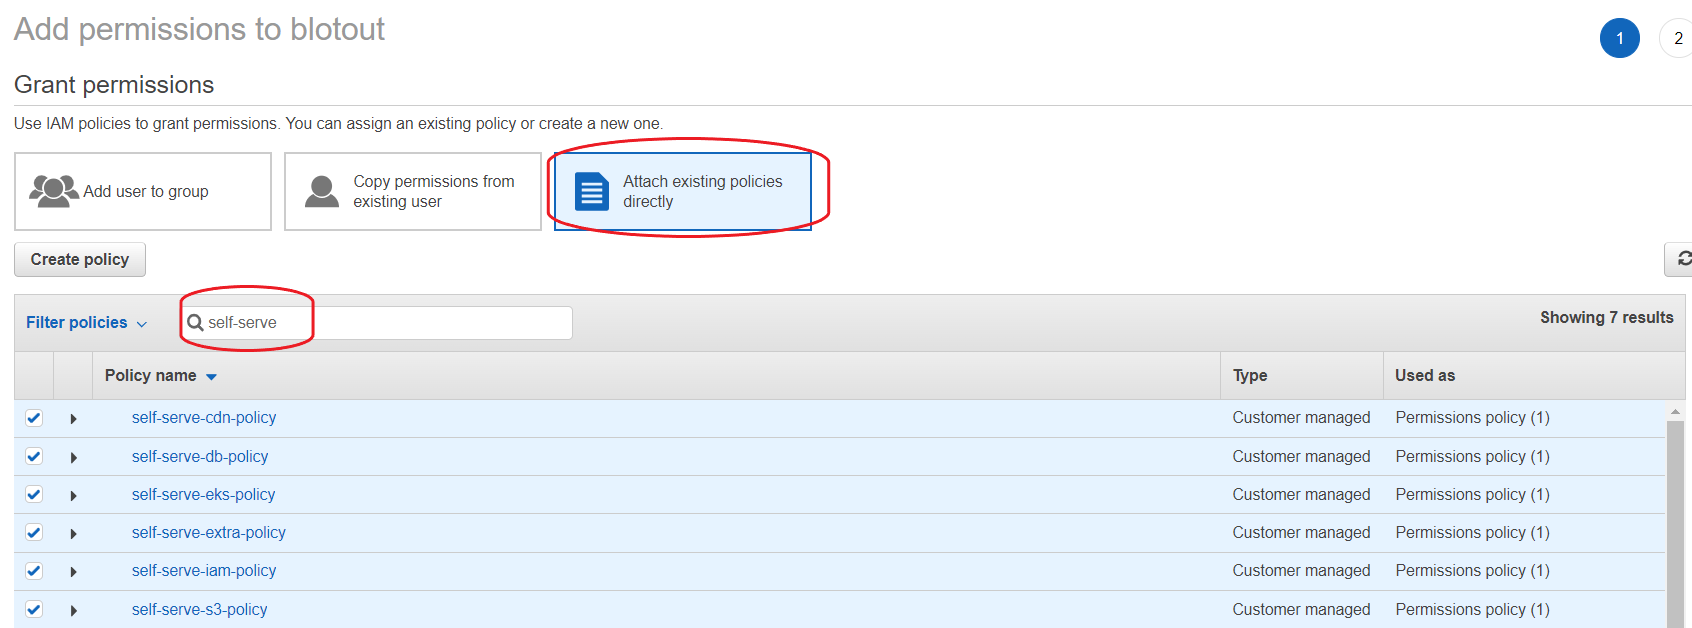 Add permissions to blotout
1
2
Grant permissions
Use IAM policies to grant permissions. You can assign an existing policy or create a new one.
Add user to group
Copy permissions from
existing user
Attach existing policies
directly
Create policy
Filter policies
self-serve
Showing 7 results
Policy name
Type
Used as
self-serve-cdn-policy
Customer managed
Permissions policy (1)
self-serve-db-policy
Customer managed
Permissions policy (1)
self-serve-eks-policy
Customer managed
Permissions policy (1)
self-serve-extra-policy
Customer managed
Permissions policy (1)
self-serve-iam-policy
Customer managed
Permissions policy (1)
self-serve-s3-policy
Customer managed
Permissions policy (1)